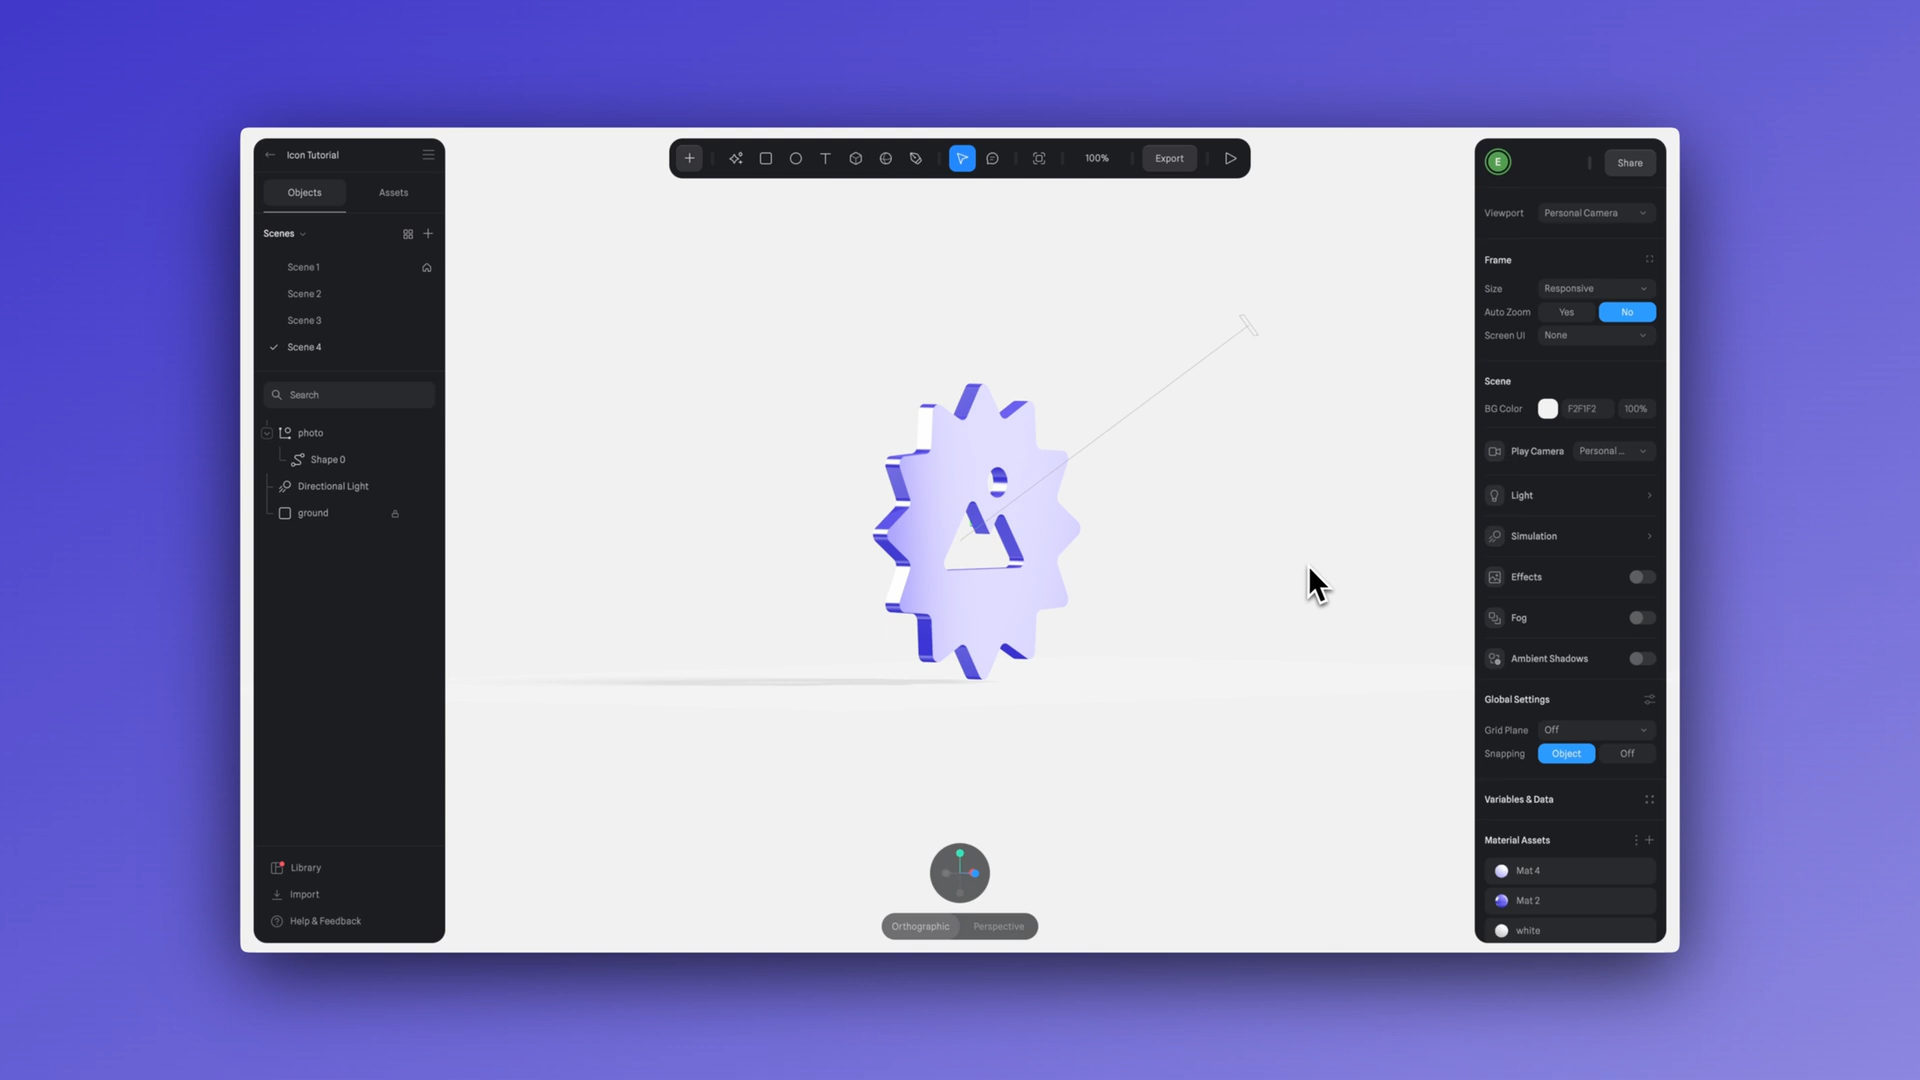 Icon Tutorial
Objects
Assets
Scenes
Scene 1
Scene 2
Scene 3
Scene 4
Search
photo
Shape 0
Directional Light
ground
Library
Import
Help & Feedback
T
100%
Export
Orthographic
Perspective
E
Share
Viewport
Personal Camera
Frame
Size
Responsive
Auto Zoom
Yes
No
Screen UI
None
Scene
BG Color
F2F1F2
100%
Play Camera
Personal ...
Light
Simulation
Effects
Fog
Ambient Shadows
Global Settings
Grid Plane
Off
Snapping
Object
Off
Variables & Data
Material Assets
Mat 4
Mat 2
white